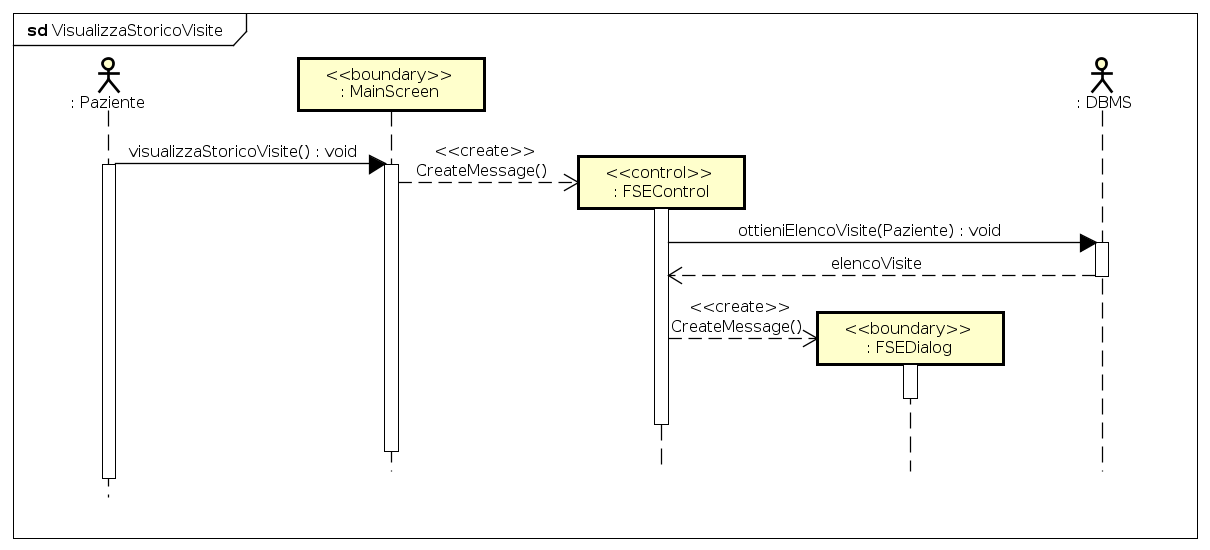 sd VisualizzaStoricoVisite
: Paziente
<<boundary>>
: MainScreen
: DBMS
visualizzaStoricoVisite() : void
<<create>>
CreateMessage()
<<control>>
: FSEControl
ottieniElencoVisite(Paziente) : void
elencoVisite
<<create>>
CreateMessage()
<<boundary>>
: FSEDialog